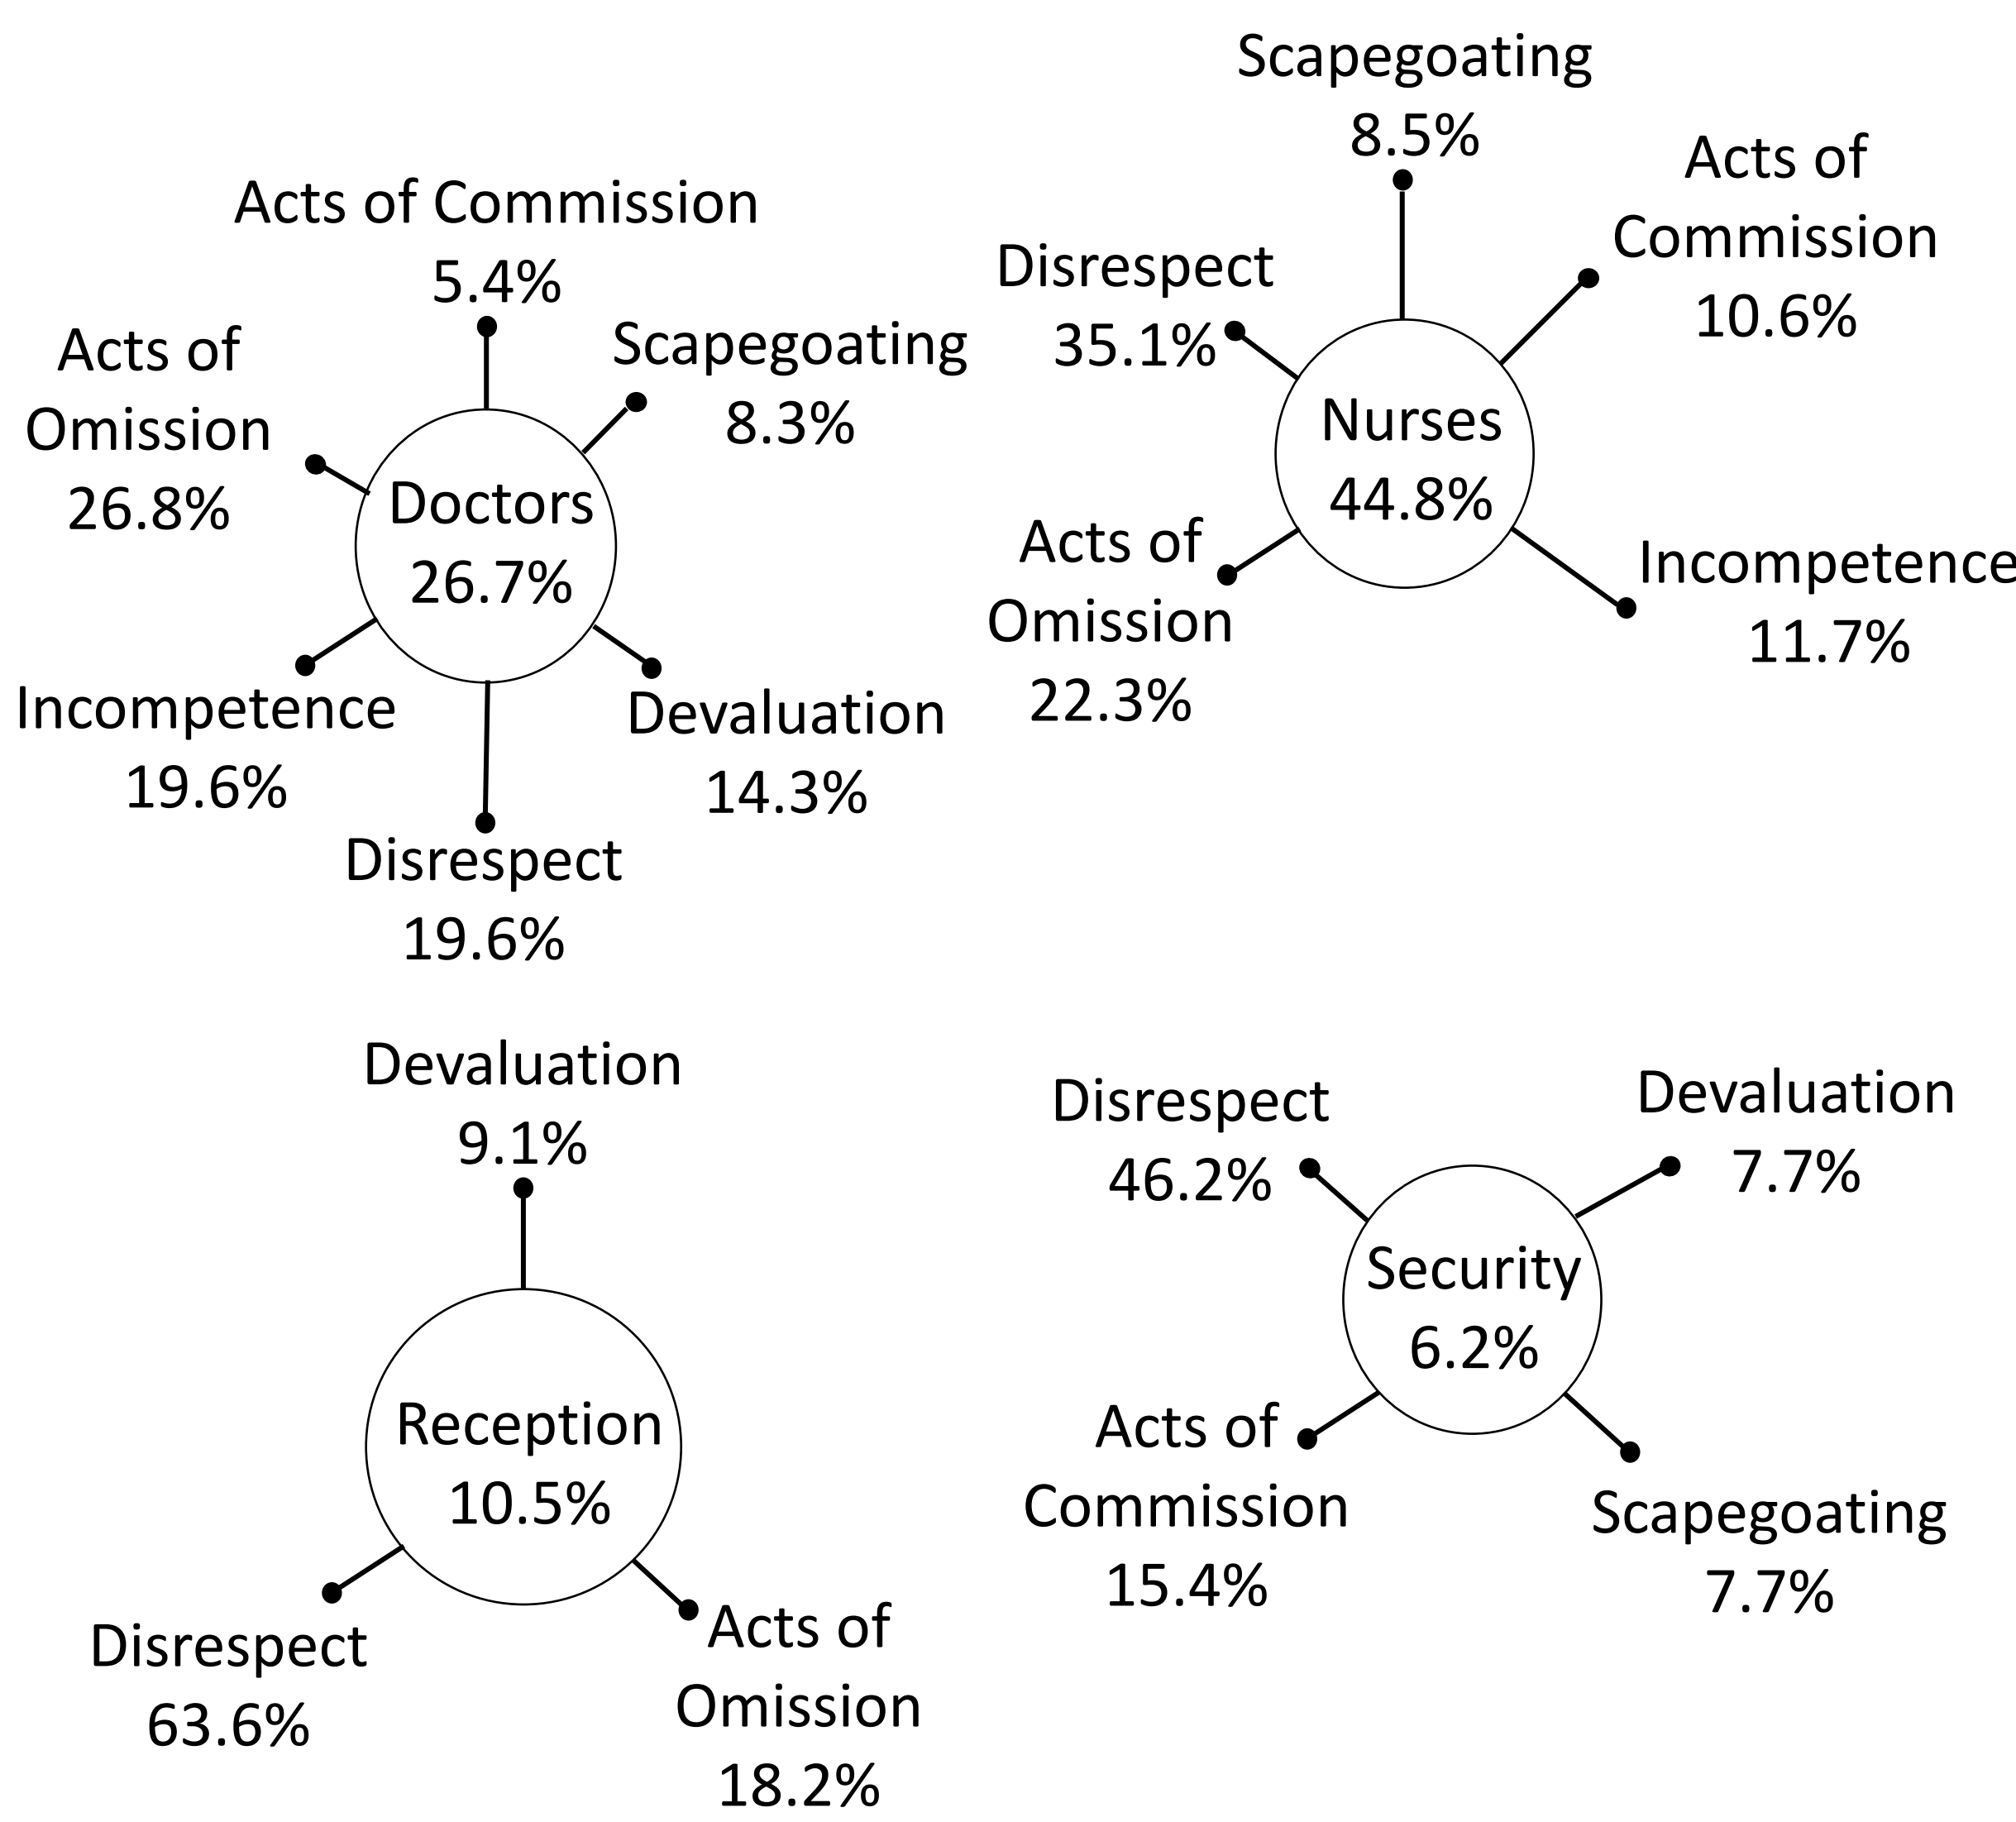 Acts of Commission
5.4%
Acts of
Omission
26.8%
Scapegoating
8.3%
Doctors
26.7%
Incompetence
19.6%
Devaluation
14.3%
Disrespect
19.6%
Scapegoating
8.5%
Acts of
Commission
10.6%
Disrespect
35.1%
Nurses
44.8%
Acts of
Omission
22.3%
Incompetence
11.7%
Devaluation
9.1%
Reception
10.5%
Disrespect
63.6%
Acts of
Omission
18.2%
Disrespect
46.2%
Devaluation
7.7%
Security
6.2%
Acts of
Commission
15.4%
Scapegoating
7.7%